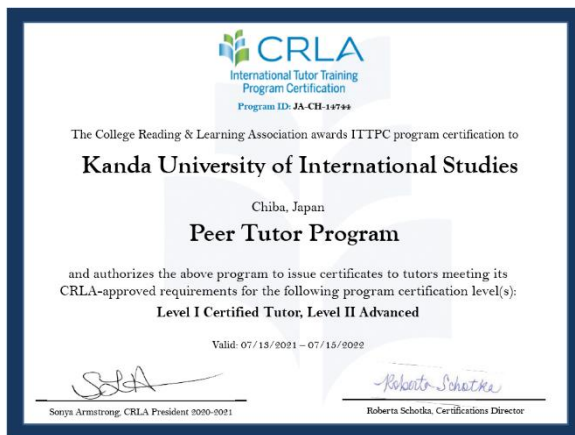 CRLA
International Tutor Training
Program Certification
Program ID: JA-CH-14744
The College Reading & Learning Association awards ITTPC program certification to
Kanda University of International Studies
Chiba, Japan
Peer Tutor Program
and authorizes the above program to issue certificates to tutors meeting its
CRLA-approved requirements for the following program certification level(s):
Level I Certified Tutor, Level II Advanced
Valid: 07/13/2021 – 07/15/2022
Roberta Schotka
Sonya Armstrong, CRLA President 2020-2021
Roberta Schotka, Certifications Director